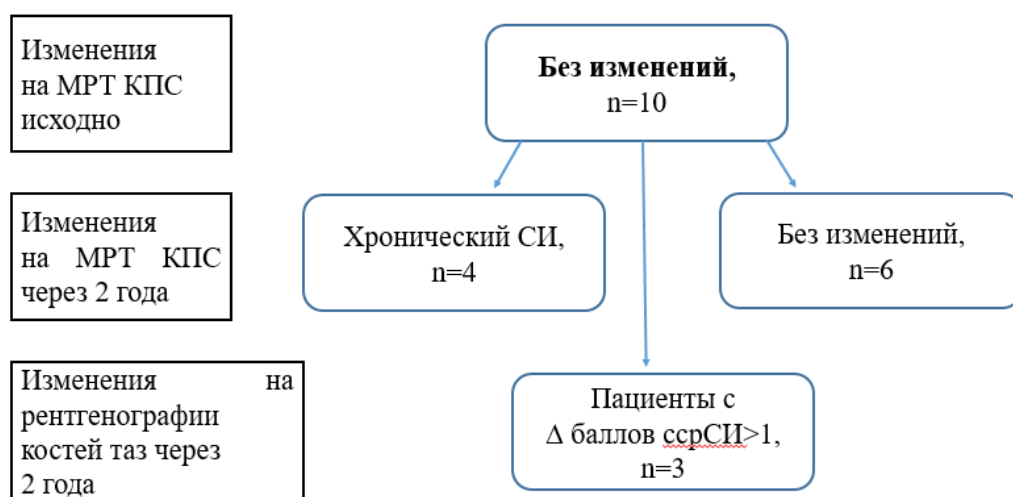 Изменения
на МРТ КПС
исходно
Без изменений,
n=10
Изменения
на МРТ КПС
через 2 года
Хронический СИ,
n=4
Без изменений,
n=6
Изменения на
рентгенографии
костей таз через
2 года
Пациенты с
Δ баллов ссрСИ>1,
n=3